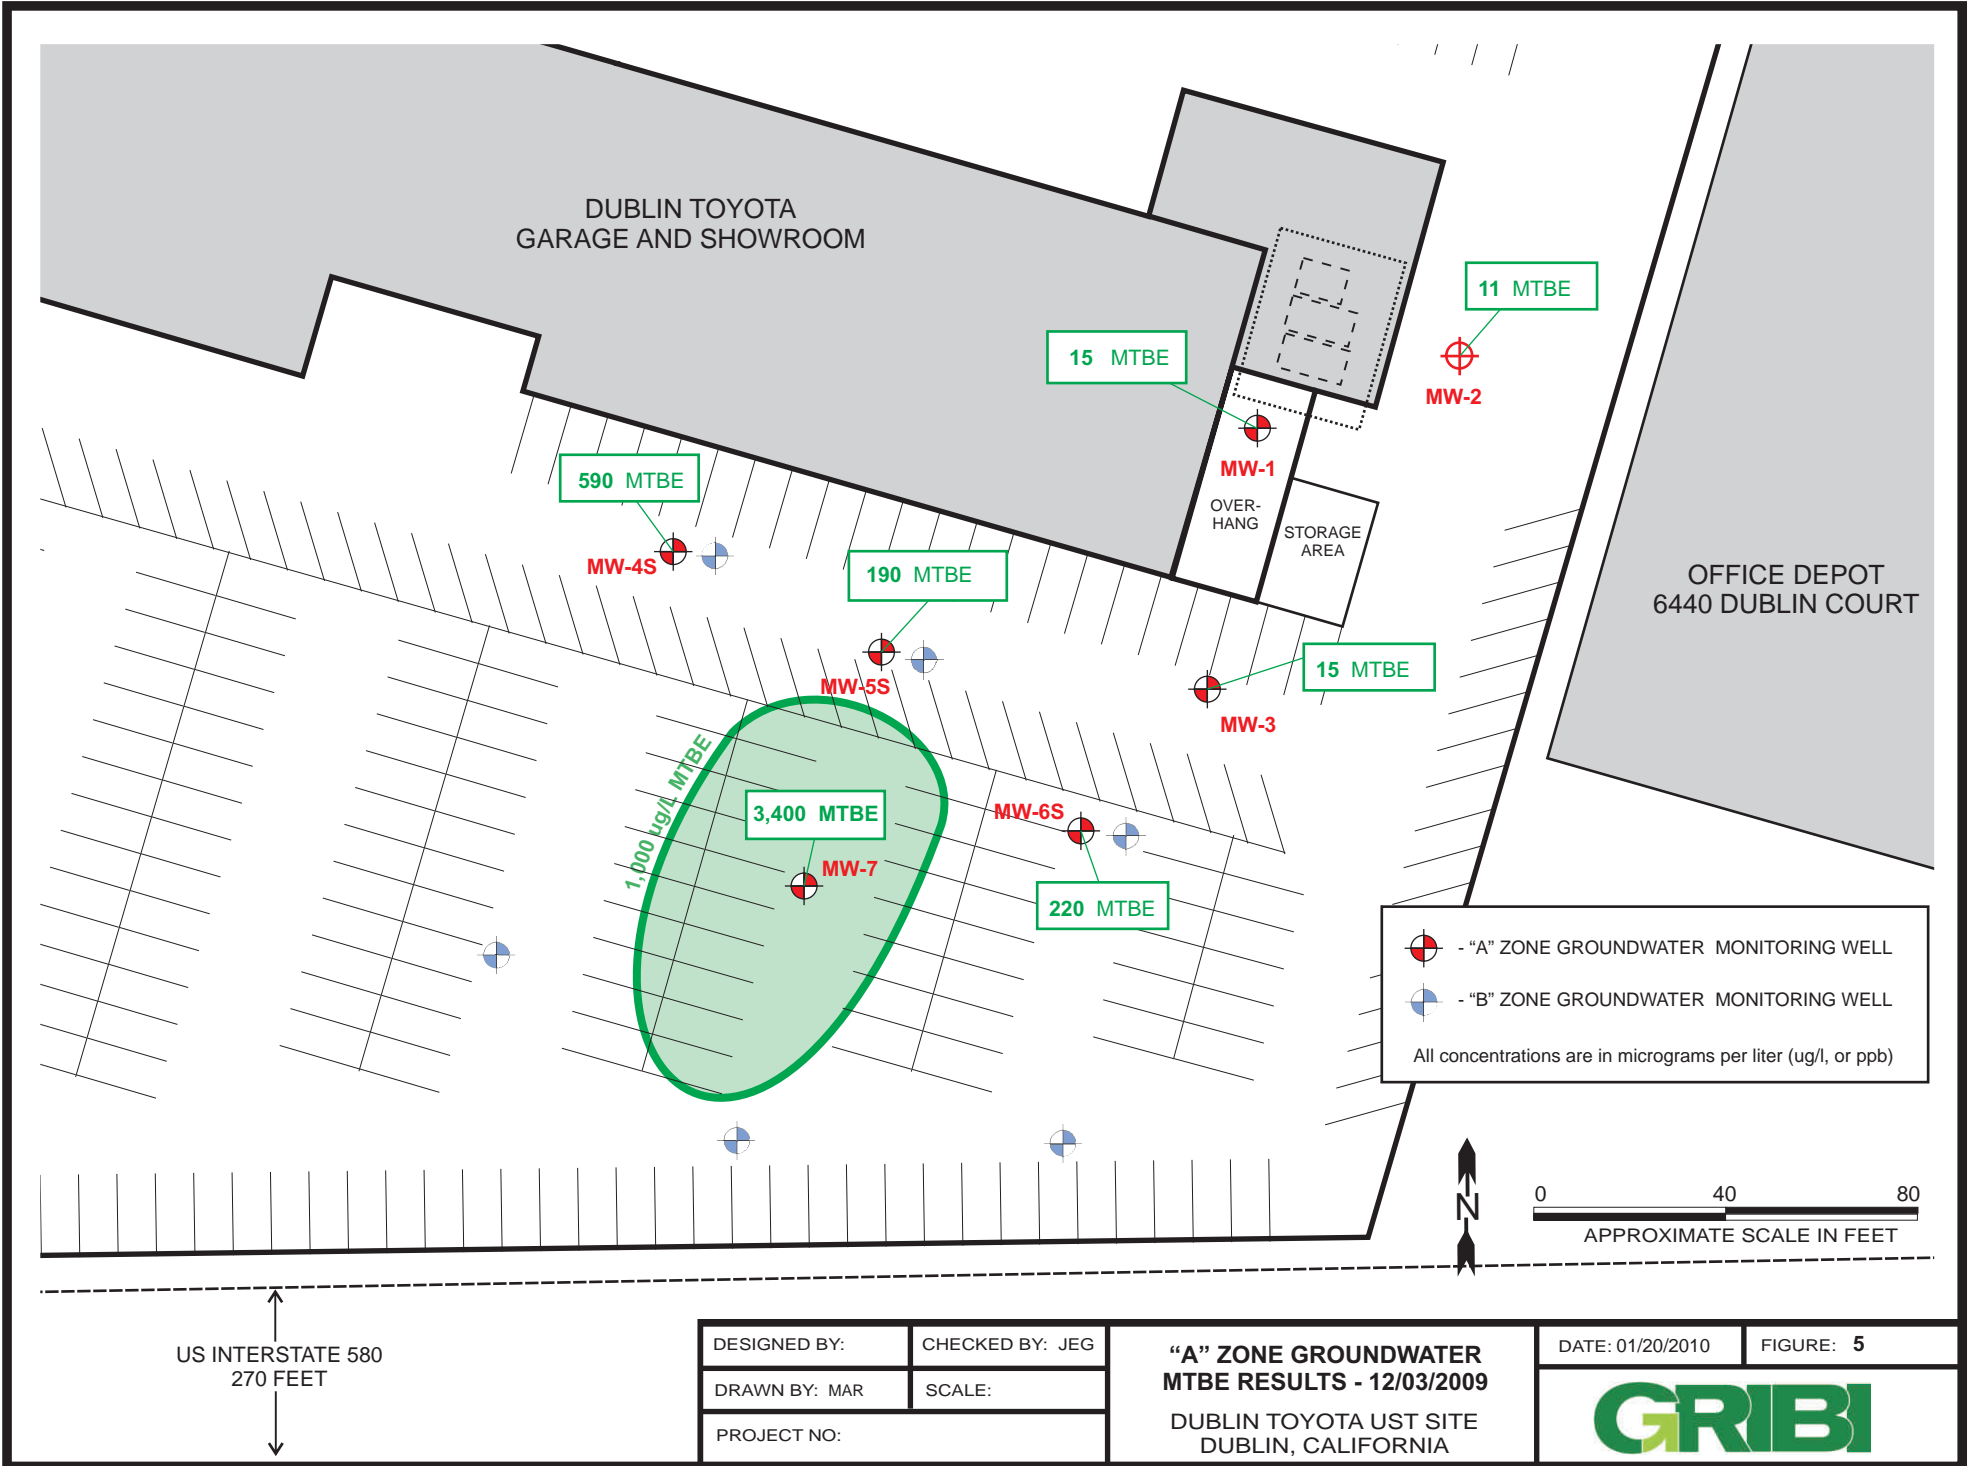 DUBLIN TOYOTA
GARAGE AND SHOWROOM
11 MTBE
MW-2
15 MTBE
MW-1
OVER-
HANG
STORAGE
AREA
590 MTBE
MW-4S
190 MTBE
MW-5S
OFFICE DEPOT
6440 DUBLIN COURT
15 MTBE
MW-3
1,000 ug/L MTBE
3,400 MTBE
MW-7
MW-6S
220 MTBE
- “A” ZONE GROUNDWATER MONITORING WELL
- “B” ZONE GROUNDWATER MONITORING WELL
All concentrations are in micrograms per liter (ug/l, or ppb)
N
0 40 80
APPROXIMATE SCALE IN FEET
US INTERSTATE 580
270 FEET
DESIGNED BY:
CHECKED BY: JEG
DRAWN BY: MAR
SCALE:
PROJECT NO:
“A” ZONE GROUNDWATER
MTBE RESULTS - 12/03/2009
DUBLIN TOYOTA UST SITE
DUBLIN, CALIFORNIA
DATE: 01/20/2010
FIGURE: 5
GRIBI